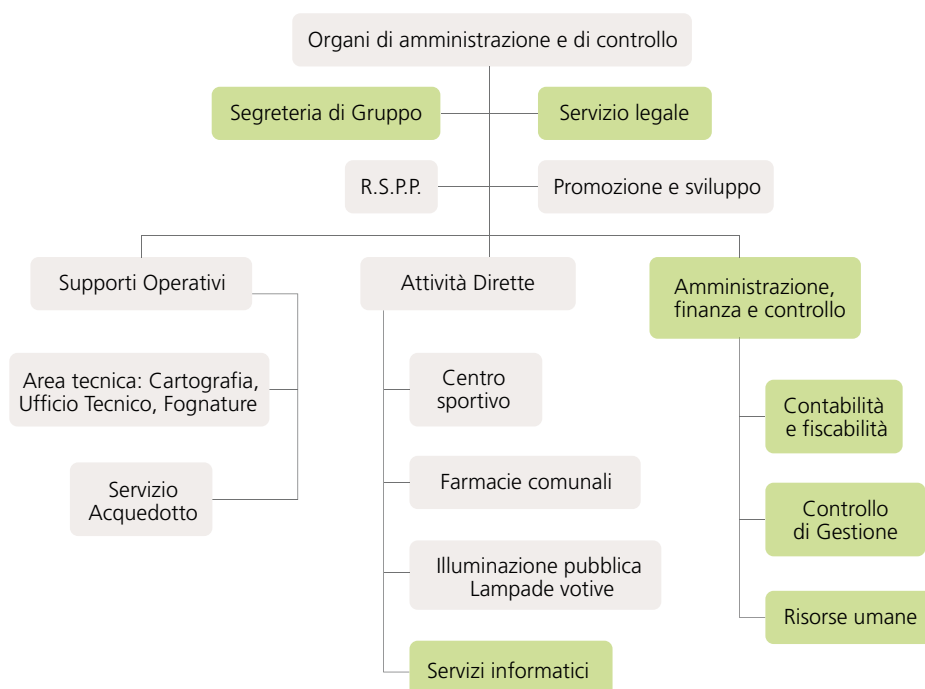 Organi di amministrazione e di controllo
Segreteria di Gruppo
Servizio legale
R.S.P.P.
Promozione e sviluppo
Supporti Operativi
Attività Dirette
Amministrazione,
finanza e controllo
Area tecnica: Cartografia,
Ufficio Tecnico, Fognature
Centro
sportivo
Contabilità
e fiscabilità
Servizio
Acquedotto
Farmacie comunali
Controllo
di Gestione
Illuminazione pubblica
Lampade votive
Risorse umane
Servizi informatici